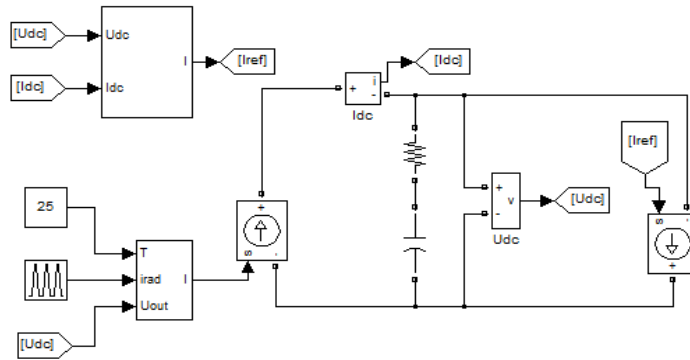 [Udc]
Udc
I
[Iref]
[Idc]
Idc
[Idc]
+
i
-
Idc
[Iref]
25
T
irad
I
Uout
[Udc]
+
s
-
+
v
-
Udc
[Udc]
s
-
+